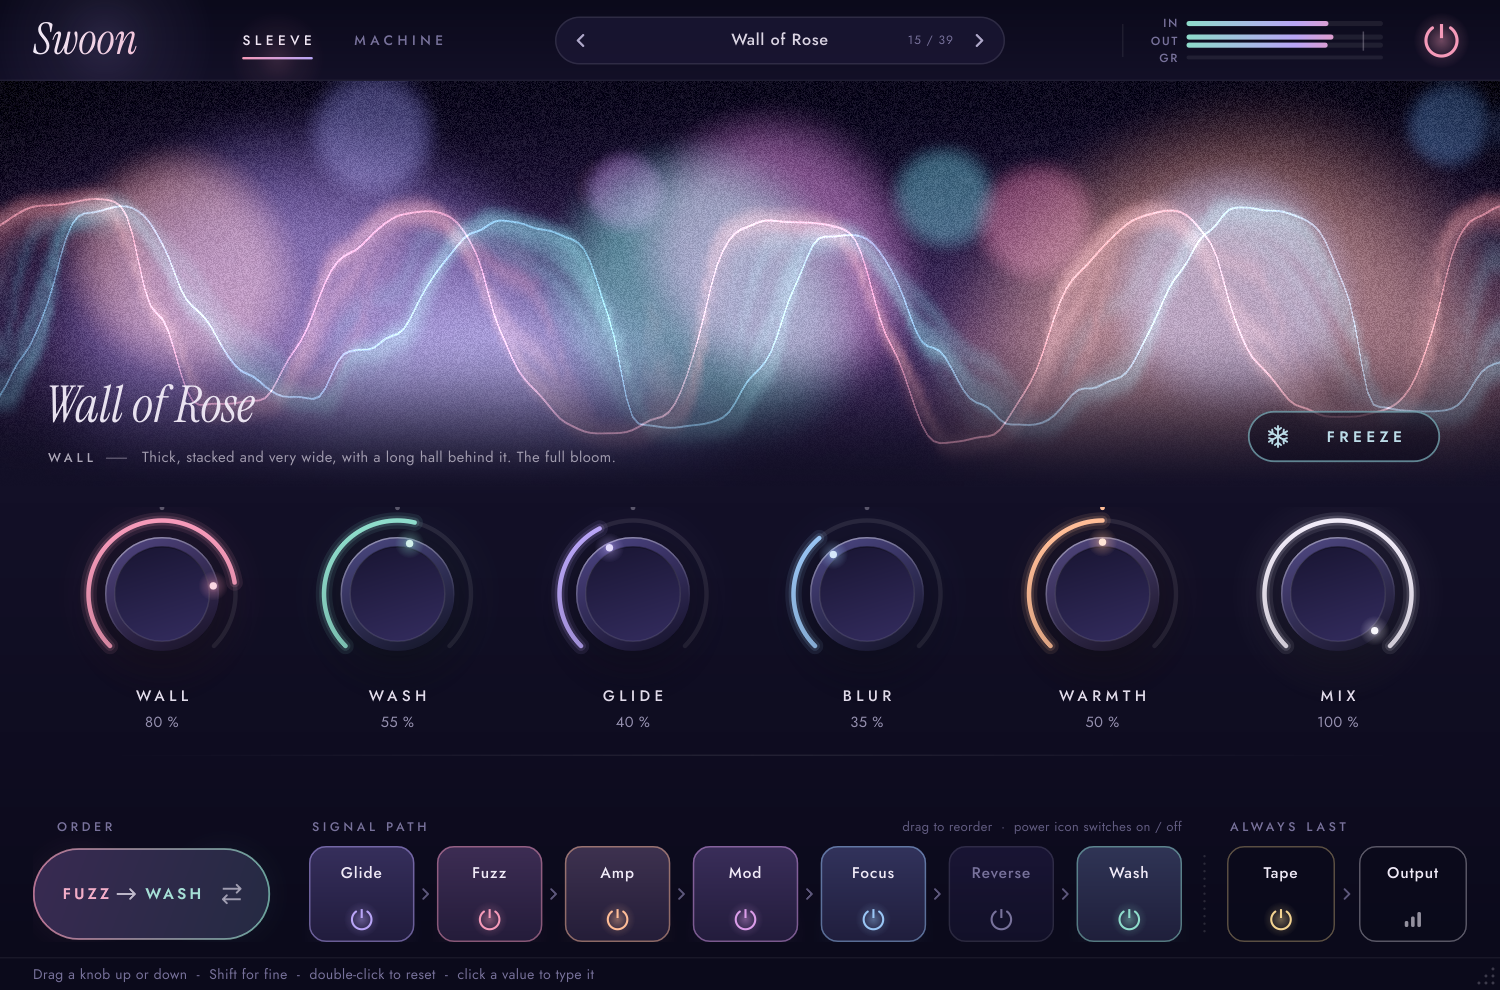 Swoon
SLEEVE
MACHINE
Wall of Rose
15 / 39
IN
OUT
GR
Wall of Rose
WALL — Thick, stacked and very wide, with a long hall behind it. The full bloom.
FREEZE
WALL
WASH
GLIDE
BLUR
WARMTH
MIX
80 %
55 %
40 %
35 %
50 %
100 %
ORDER
SIGNAL PATH
drag to reorder · power icon switches on / off
ALWAYS LAST
FUZZ → WASH
Glide
Fuzz
Amp
Mod
Focus
Reverse
Wash
Tape
Output
Drag a knob up or down - Shift for fine - double-click to reset - click a value to type it